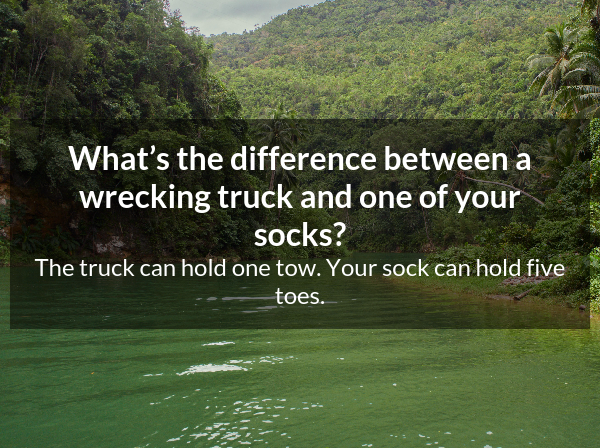 What’s the difference between a
wrecking truck and one of your
socks?
The truck can hold one tow. Your sock can hold five
toes.